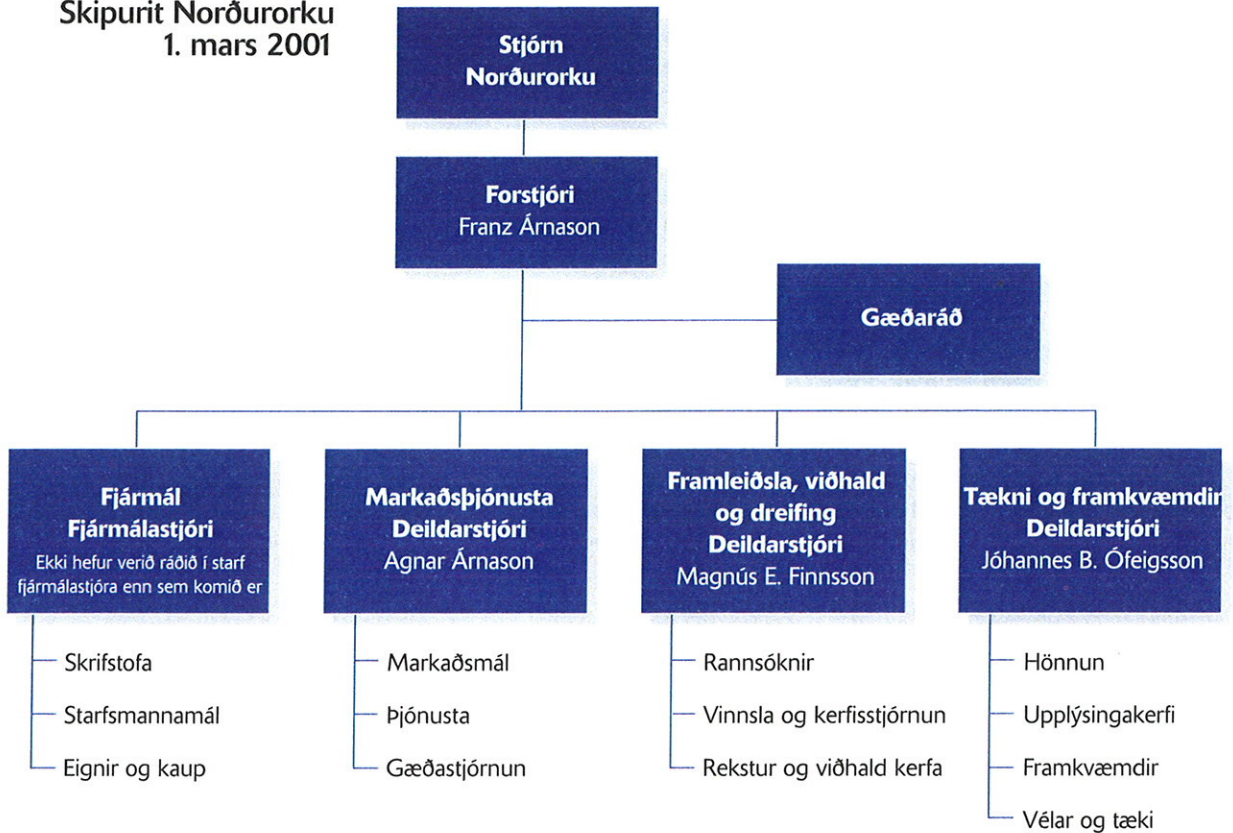 Skipurit Norðurorku
1. mars 2001
Stjórn
Norðurorku
Forstjóri
Franz Árnason
Gæðaráð
Fjármál
Fjármálastjóri
Ekki hefur verið ráðið í starf
fjármálastjóra enn sem komið er
Skrifstofa
Starfsmannamál
Eignir og kaup
Markaðsþjónusta
Deildarstjóri
Agnar Árnason
Markaðsmál
Þjónusta
Gæðastjórnun
Framleiðsla, viðhald
og dreifing
Deildarstjóri
Magnús E. Finnsson
Rannsóknir
Vinnsla og kerfisstjórnun
Rekstur og viðhald kerfa
Tækni og framkvæmdir
Deildarstjóri
Jóhannes B. Ófeigsson
Hönnun
Upplýsingakerfi
Framkvæmdir
Vélar og tæki